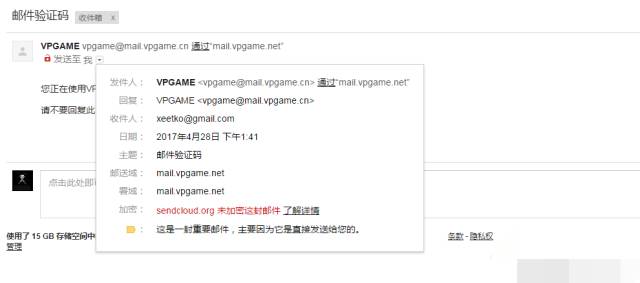 邮件验证码 收件箱 x
VPGAME vpgame@mail.vpgame.cn 通过"mail.vpgame.net"
发送至 我
您正在使用VP
请不要回复此
发件人： VPGAME <vpgame@mail.vpgame.cn> 通过"mail.vpgame.net"
回复： VPGAME <vpgame@mail.vpgame.cn>
收件人： xeetko@gmail.com
日期： 2017年4月28日 下午1:41
主题： 邮件验证码
邮送域： mail.vpgame.net
署域： mail.vpgame.net
加密： sendcloud.org 未加密这封邮件 了解详情
： 这是一封重要邮件，主要因为它是直接发送给您的。
点击此处即
使用了 15 GB 存储空间中 条款 - 隐私权
管理